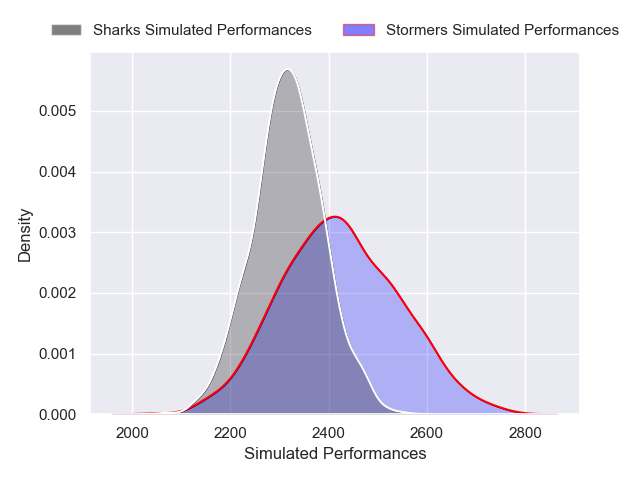 Sharks Simulated Performances Stormers Simulated Performances
0.005
0.004
0.003
0.002
0.001
0.000
Density
2000 2200 2400 2600 2800
Simulated Performances